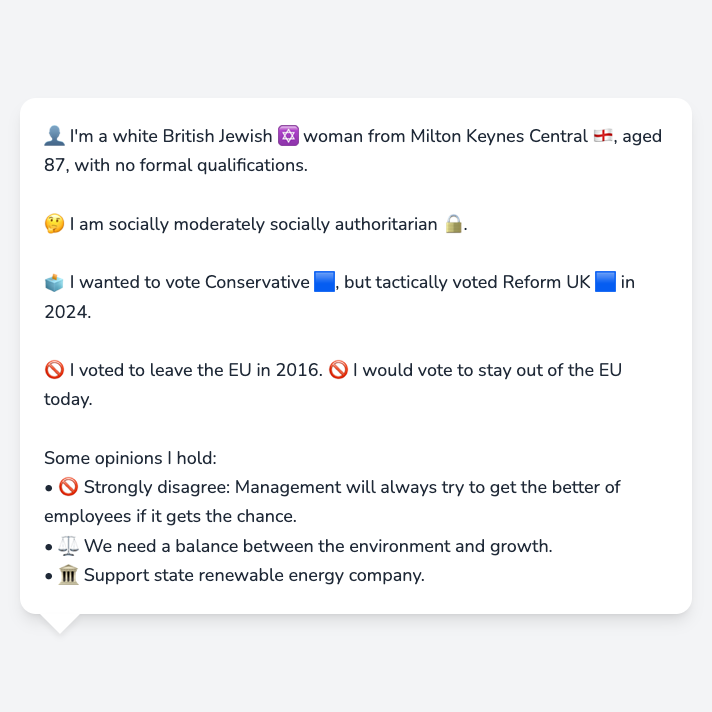 👤 I'm a white British Jewish ✡️ woman from Milton Keynes Central 🏴󠁧󠁢󠁥󠁮󠁧󠁿, aged
87, with no formal qualifications.
🤔 I am socially moderately socially authoritarian 🔒.
🗳️ I wanted to vote Conservative 🟦, but tactically voted Reform UK 🟦 in
2024.
🚫 I voted to leave the EU in 2016. 🚫 I would vote to stay out of the EU
today.
Some opinions I hold:
• 🚫 Strongly disagree: Management will always try to get the better of
employees if it gets the chance.
• ⚖️ We need a balance between the environment and growth.
• 🏛️ Support state renewable energy company.